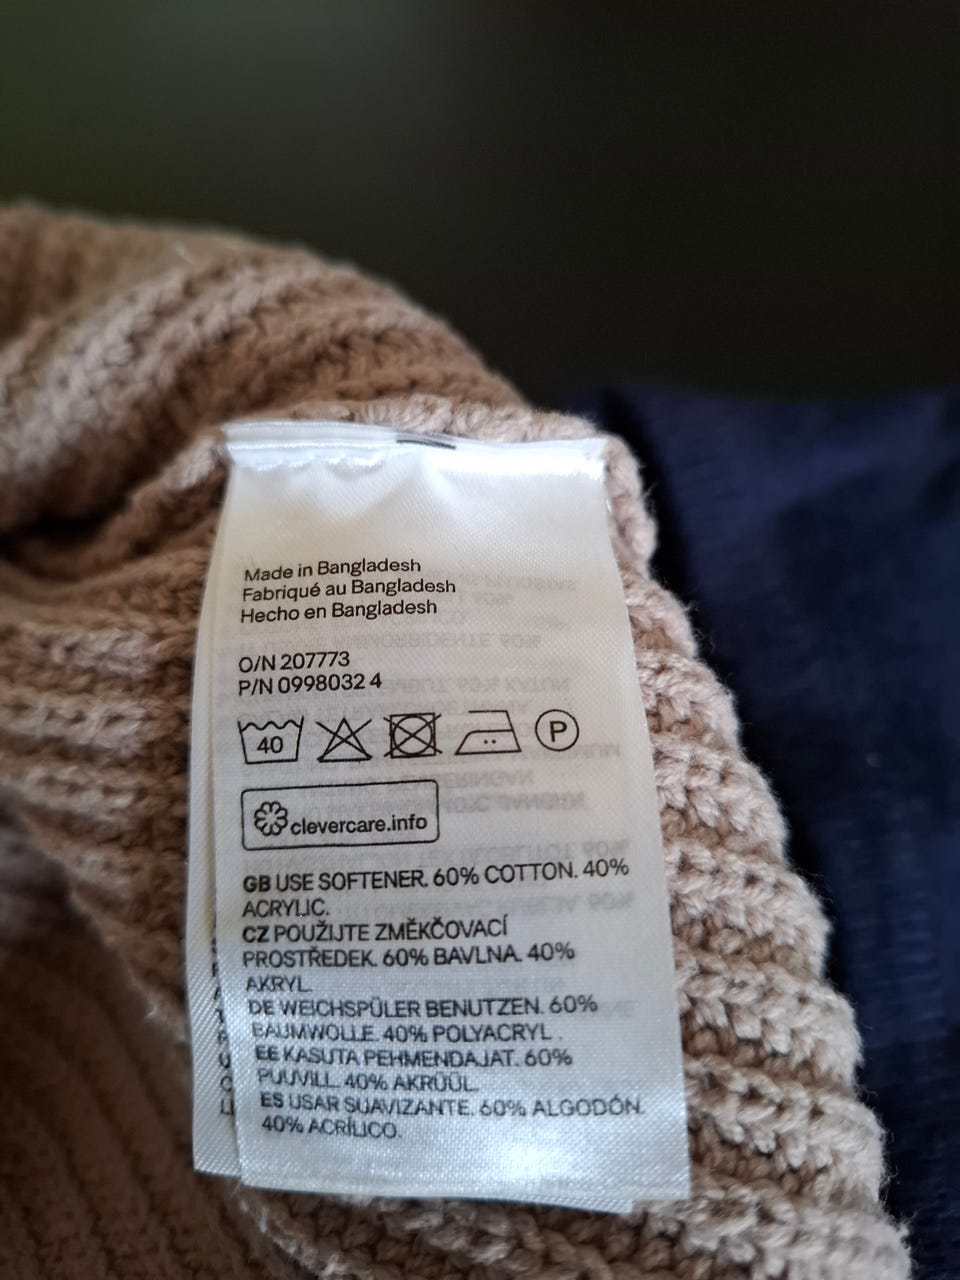 Made in Bangladesh
Fabriqué au Bangladesh
Hecho en Bangladesh
O/N 207773
P/N 0998032 4
40 P
clevercare.info
GB USE SOFTENER. 60% COTTON. 40%
ACRYLIC.
CZ POUŽIJTE ZMĚKČOVACÍ
PROSTŘEDEK. 60% BAVLNA. 40%
AKRYL.
DE WEICHSPÜLER BENUTZEN. 60%
BAUMWOLLE. 40% POLYACRYL .
EE KASUTA PEHMENDAJAT. 60%
PUUVILL. 40% AKRÜÜL.
ES USAR SUAVIZANTE. 60% ALGODÓN.
40% ACRÍLICO.